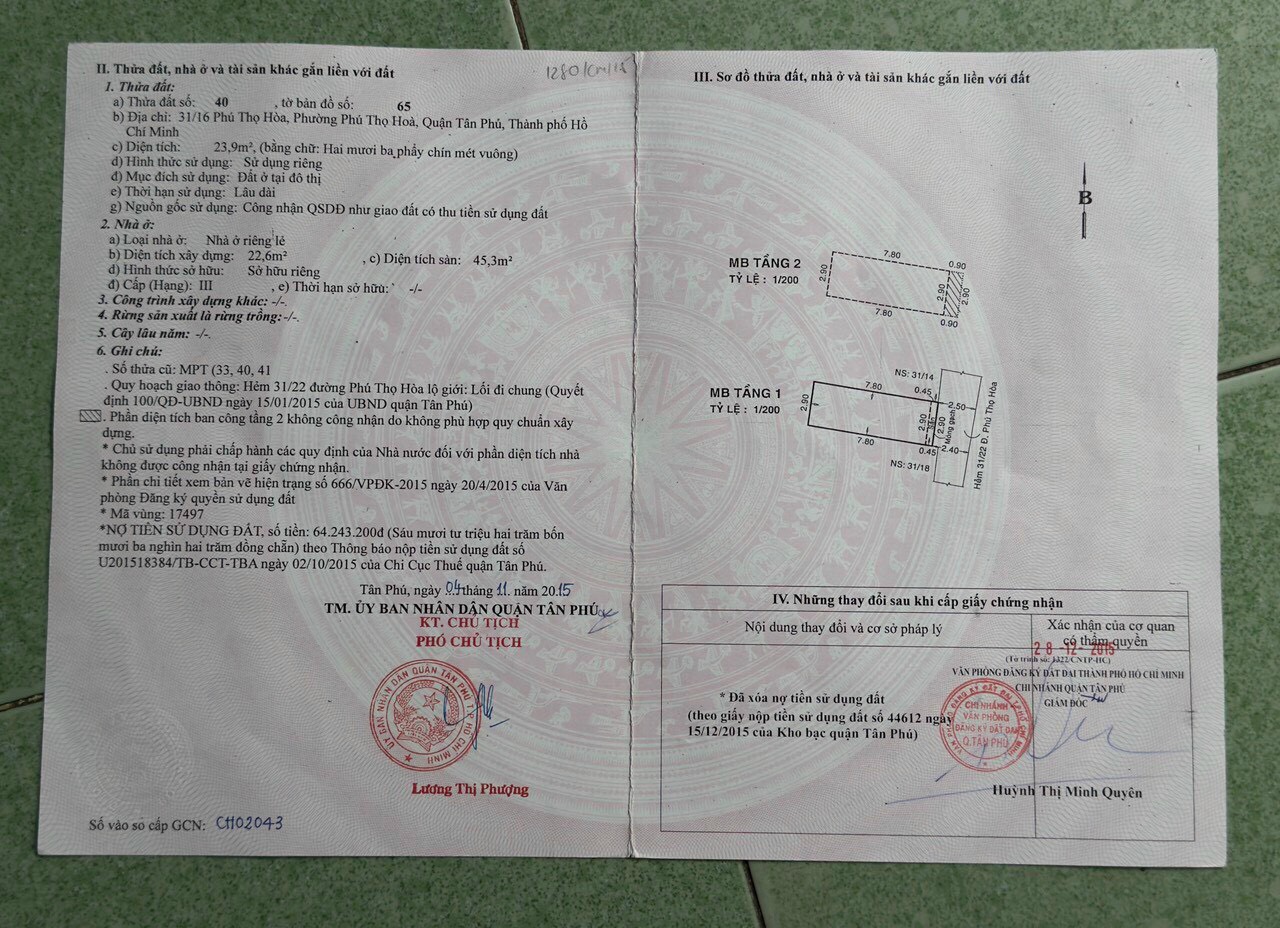 1280/Cm/15
II. Thửa đất, nhà ở và tài sản khác gắn liền với đất
1. Thửa đất:
a) Thửa đất số: 40 , tờ bản đồ số: 65
b) Địa chỉ: 31/16 Phú Thọ Hòa, Phường Phú Thọ Hoà, Quận Tân Phú, Thành phố Hồ
Chí Minh
c) Diện tích: 23,9m², (bằng chữ: Hai mươi ba phẩy chín mét vuông)
d) Hình thức sử dụng: Sử dụng riêng
đ) Mục đích sử dụng: Đất ở tại đô thị
e) Thời hạn sử dụng: Lâu dài
g) Nguồn gốc sử dụng: Công nhận QSDĐ như giao đất có thu tiền sử dụng đất
2. Nhà ở:
a) Loại nhà ở: Nhà ở riêng lẻ
b) Diện tích xây dựng: 22,6m² , c) Diện tích sàn: 45,3m²
d) Hình thức sở hữu: Sở hữu riêng
đ) Cấp (Hạng): III , e) Thời hạn sở hữu: -/-
3. Công trình xây dựng khác: -/-.
4. Rừng sản xuất là rừng trồng:-/-.
5. Cây lâu năm: -/-.
6. Ghi chú:
. Số thửa cũ: MPT (33, 40, 41
. Quy hoạch giao thông: Hẻm 31/22 đường Phú Thọ Hòa lộ giới: Lối đi chung (Quyết
định 100/QĐ-UBND ngày 15/01/2015 của UBND quận Tân Phú)
. Phần diện tích ban công tầng 2 không công nhận do không phù hợp quy chuẩn xây
dựng.
* Chủ sử dụng phải chấp hành các quy định của Nhà nước đối với phần diện tích nhà
không được công nhận tại giấy chứng nhận.
* Phần chi tiết xem bản vẽ hiện trạng số 666/VPĐK-2015 ngày 20/4/2015 của Văn
phòng Đăng ký quyền sử dụng đất
* Mã vùng: 17497
*NỢ TIỀN SỬ DỤNG ĐẤT, số tiền: 64.243.200đ (Sáu mươi tư triệu hai trăm bốn
mươi ba nghìn hai trăm đồng chẵn) theo Thông báo nộp tiền sử dụng đất số
U201518384/TB-CCT-TBA ngày 02/10/2015 của Chi Cục Thuế quận Tân Phú.
Tân Phú, ngày 04 tháng 11. năm 2015
TM. ỦY BAN NHÂN DÂN QUẬN TÂN PHÚ
KT. CHỦ TỊCH
PHÓ CHỦ TỊCH
ỦY BAN NHÂN DÂN QUẬN TÂN PHÚ T.P HỒ CHÍ MINH
Lương Thị Phượng
Số vào sổ cấp GCN: CH02043
III. Sơ đồ thửa đất, nhà ở và tài sản khác gắn liền với đất
B
MB TẦNG 2
TỶ LỆ : 1/200
7.80
0.90
2.90
2.90
2.90
7.80
0.90
MB TẦNG 1
TỶ LỆ : 1/200
NS: 31/14
7.80
0.45
2.50
2.90
2.90
2.90
Móng gạch
7.80
0.45
2.40
NS: 31/18
Hẻm 31/22 Đ. Phú Thọ Hòa
IV. Những thay đổi sau khi cấp giấy chứng nhận
Nội dung thay đổi và cơ sở pháp lý
Xác nhận của cơ quan
có thẩm quyền
28 -12- 2015
(Tờ trình số: 1322/CNTP-HC)
VĂN PHÒNG ĐĂNG KÝ ĐẤT ĐAI THÀNH PHỐ HỒ CHÍ MINH
CHI NHÁNH QUẬN TÂN PHÚ
GIÁM ĐỐC
* Đã xóa nợ tiền sử dụng đất
(theo giấy nộp tiền sử dụng đất số 44612 ngày
15/12/2015 của Kho bạc quận Tân Phú)
CHI NHÁNH
VĂN PHÒNG
ĐĂNG KÝ ĐẤT ĐAI
Q.TÂN PHÚ
Huỳnh Thị Minh Quyên